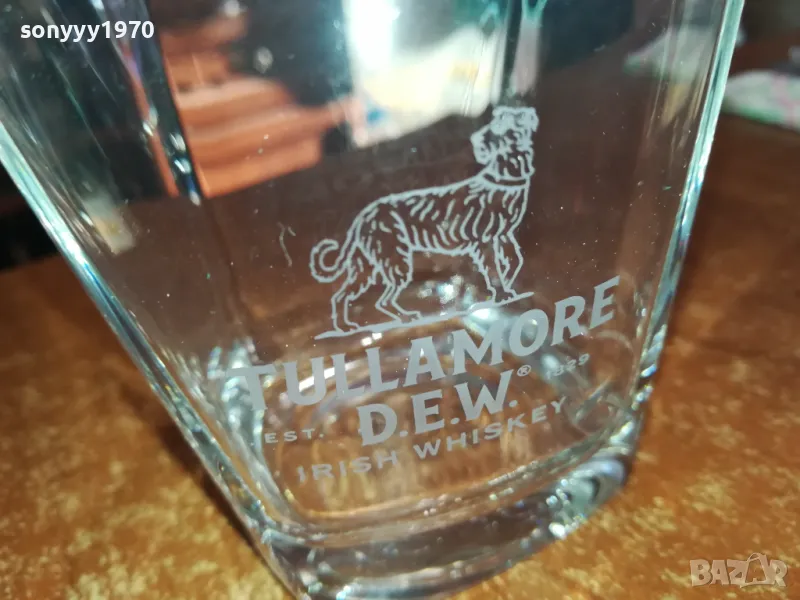 sonyyy1970
TULLAMORE
D.E.W.®
EST. 1829
IRISH WHISKEY
BAZAR